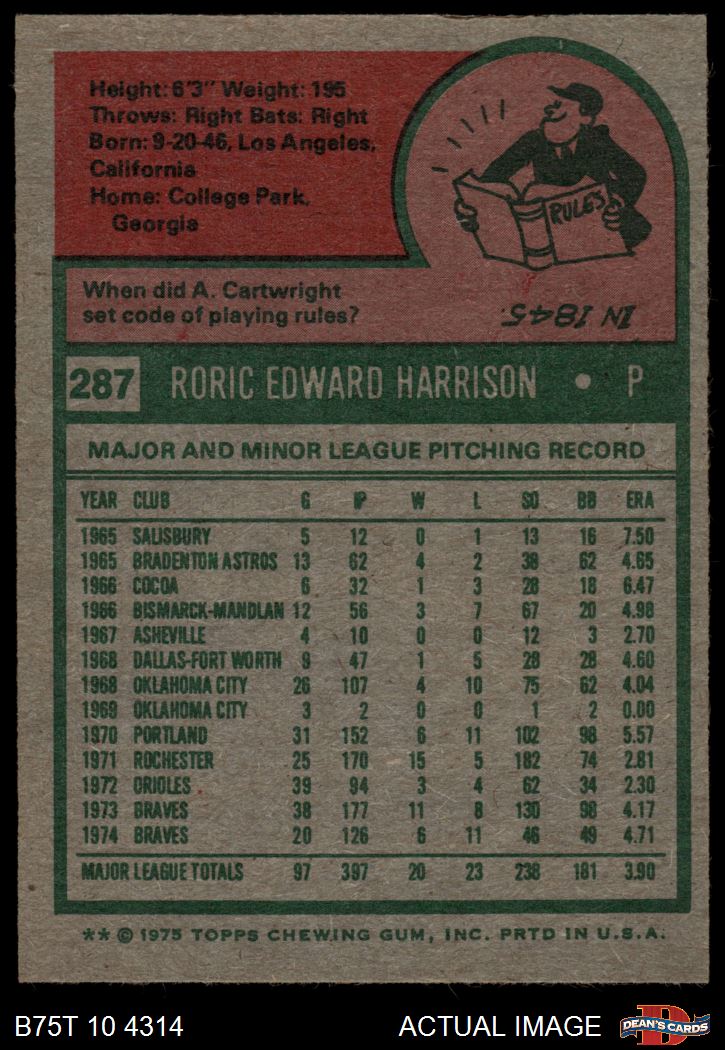 Height: 6'3" Weight: 195
Throws: Right Bats: Right
Born: 9-20-46, Los Angeles,
California
Home: College Park,
Georgia
RULES
When did A. Cartwright
set code of playing rules?
IN 1845.
287 RORIC EDWARD HARRISON • P
MAJOR AND MINOR LEAGUE PITCHING RECORD
YEAR CLUB G IP W L SO BB ERA
1965 SALISBURY 5 12 0 1 13 16 7.50
1965 BRADENTON ASTROS 13 62 4 2 38 62 4.65
1966 COCOA 6 32 1 3 28 18 6.47
1966 BISMARCK-MANDLAN 12 56 3 7 67 20 4.98
1967 ASHEVILLE 4 10 0 0 12 3 2.70
1968 DALLAS-FORT WORTH 9 47 1 5 28 28 4.60
1968 OKLAHOMA CITY 26 107 4 10 75 62 4.04
1969 OKLAHOMA CITY 3 2 0 0 1 2 0.00
1970 PORTLAND 31 152 6 11 102 98 5.57
1971 ROCHESTER 25 170 15 5 182 74 2.81
1972 ORIOLES 39 94 3 4 62 34 2.30
1973 BRAVES 38 177 11 8 130 98 4.17
1974 BRAVES 20 126 6 11 46 49 4.71
MAJOR LEAGUE TOTALS 97 397 20 23 238 181 3.90
** © 1975 TOPPS CHEWING GUM, INC. PRTD IN U.S.A.
B75T 10 4314 ACTUAL IMAGE
D
DEAN'S CARDS